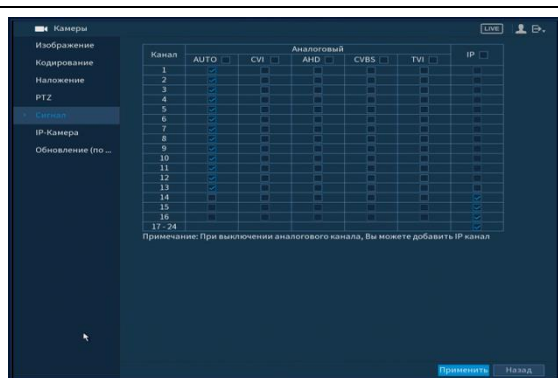 Камеры
LIVE
Изображение
Кодирование
Наложение
PTZ
Сигнал
IP-Камера
Обновление (по ...
Канал Аналоговый IP
AUTO CVI AHD CVBS TVI
1
2
3
4
5
6
7
8
9
10
11
12
13
14
15
16
17 - 24
Примечание: При выключении аналогового канала, Вы можете добавить IP канал
Применить Назад